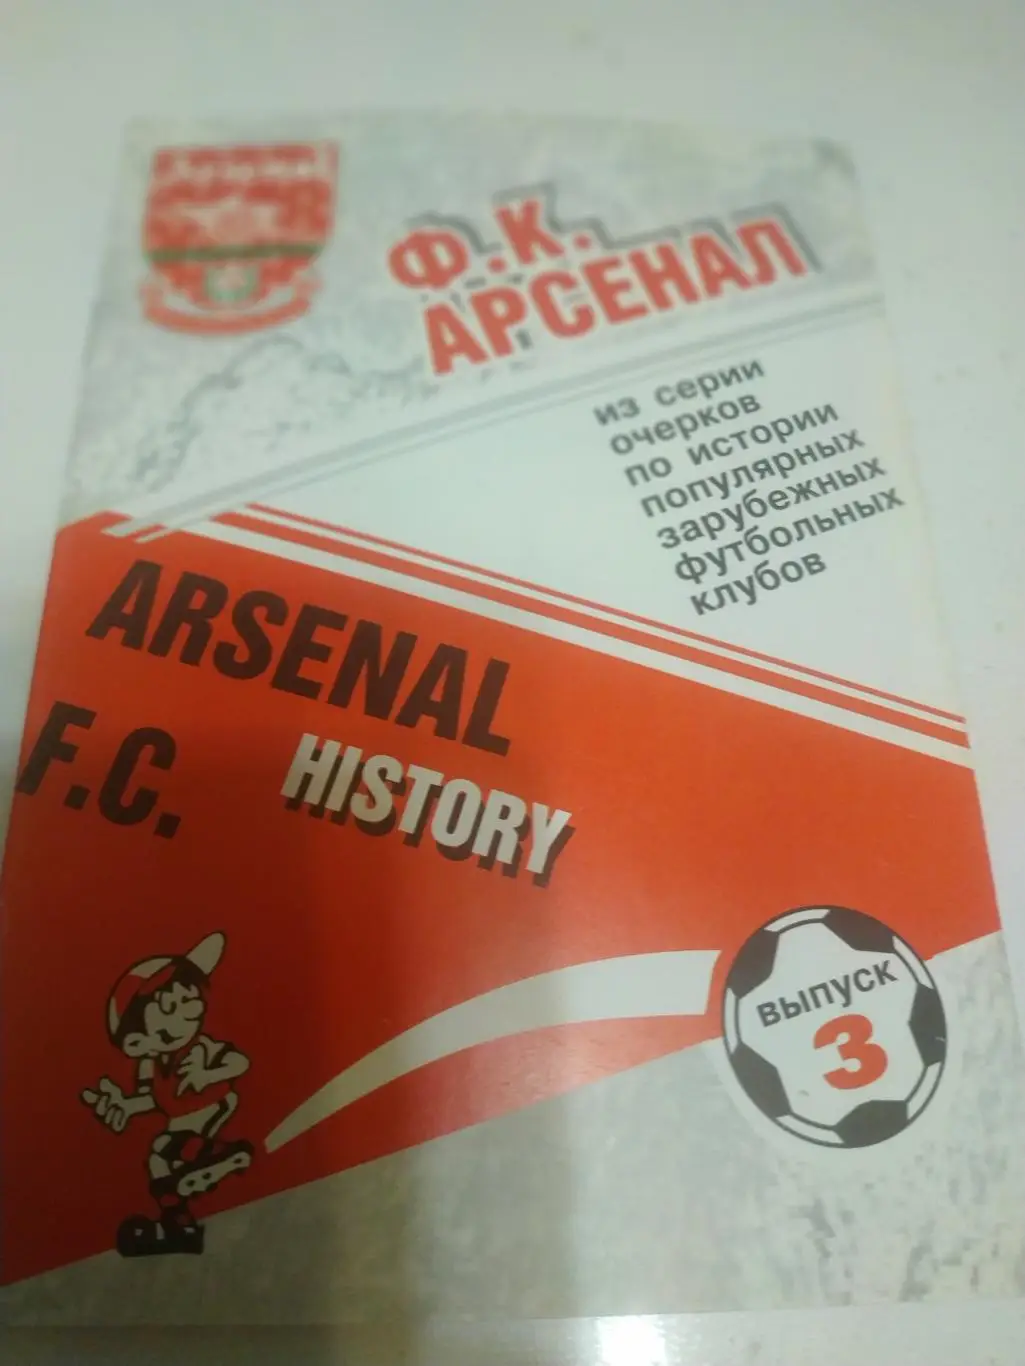 Ф.К.
АРСЕНАЛ
из серии
очерков
по истории
популярных
зарубежных
футбольных
клубов
ARSENAL
F.C.
HISTORY
выпуск
3